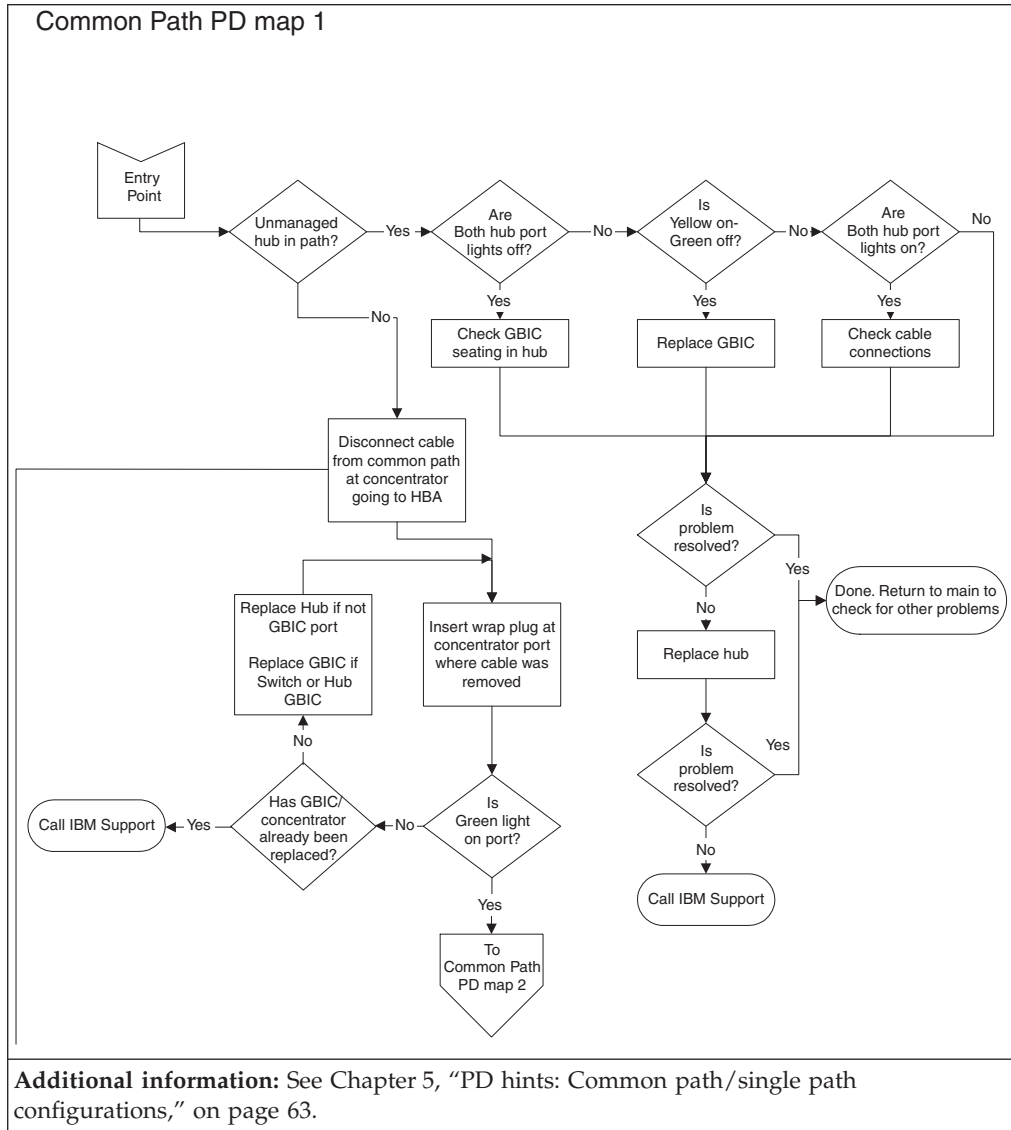 Common Path PD map 1
Entry
Point
Unmanaged
hub in path?
Yes
Are
Both hub port
lights off?
No
Is
Yellow on-
Green off?
No
Are
Both hub port
lights on?
No
No
Yes
Check GBIC
seating in hub
Yes
Replace GBIC
Yes
Check cable
connections
Disconnect cable
from common path
at concentrator
going to HBA
Is
problem
resolved?
Yes
Done. Return to main to
check for other problems
No
Replace hub
Is
problem
resolved?
Yes
No
Call IBM Support
Replace Hub if not
GBIC port
Replace GBIC if
Switch or Hub
GBIC
Insert wrap plug at
concentrator port
where cable was
removed
No
Call IBM Support
Yes
Has GBIC/
concentrator
already been
replaced?
No
Is
Green light
on port?
Yes
To
Common Path
PD map 2
Additional information: See Chapter 5, “PD hints: Common path/single path
configurations,” on page 63.